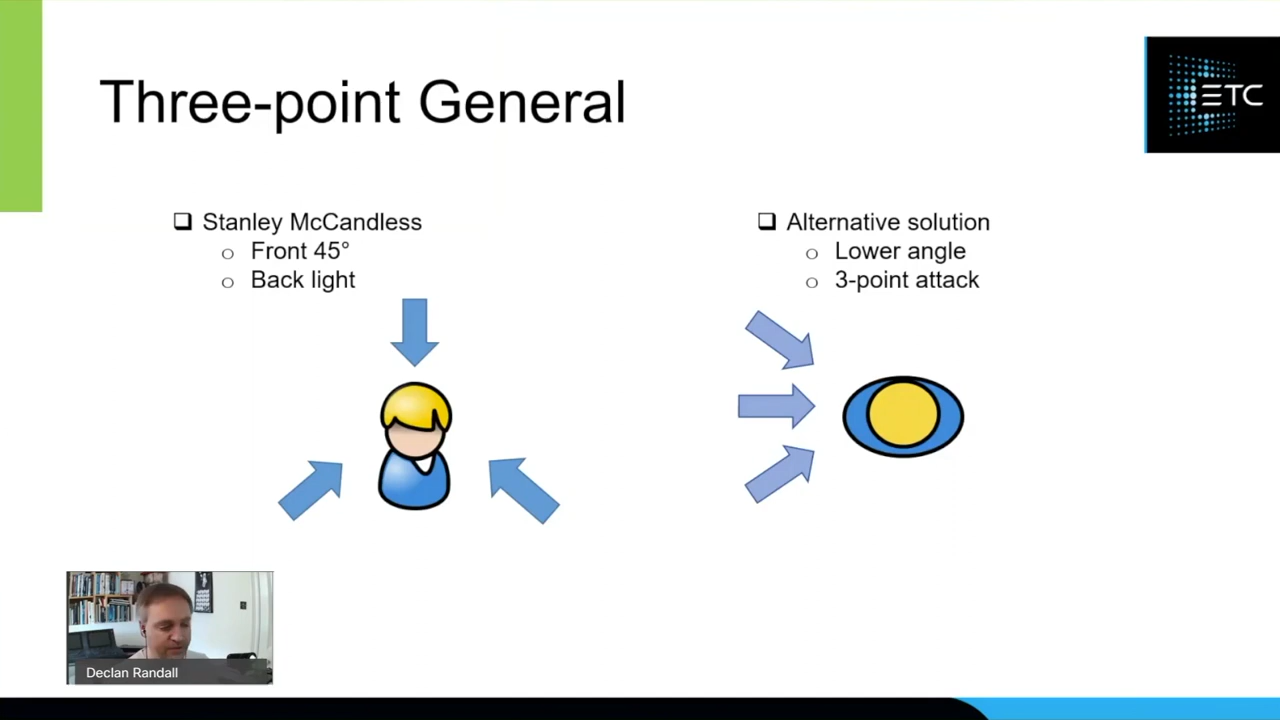 Three-point General
ETC
Stanley McCandless
Front 45°
Back light
Alternative solution
Lower angle
3-point attack
Declan Randall